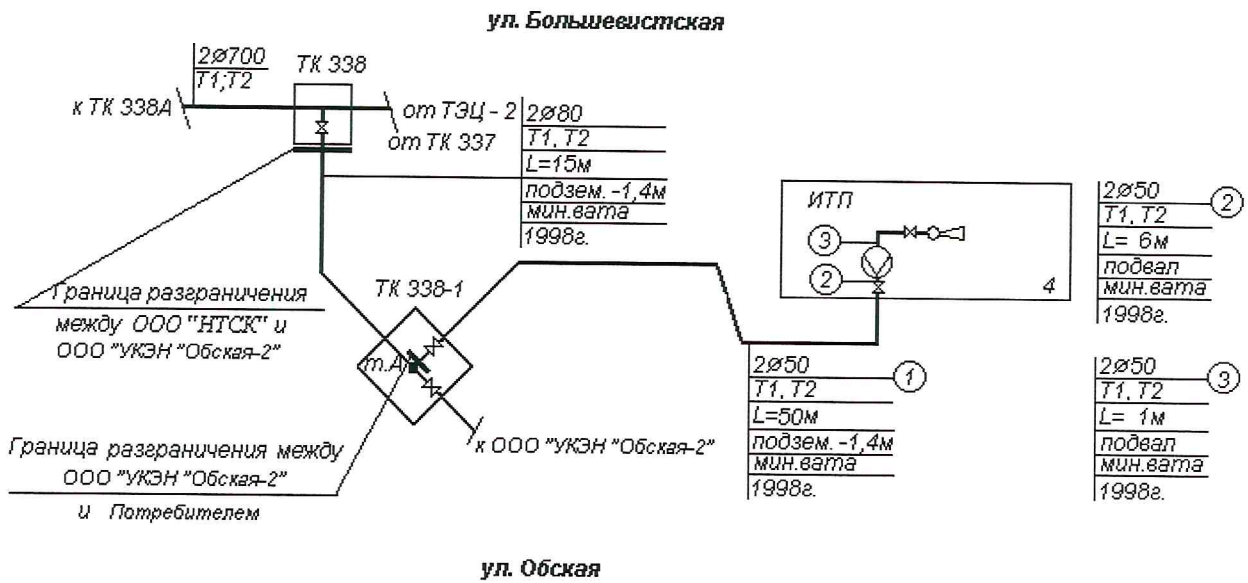 ул. Большевистская
2ø700
Т1;Т2
ТК 338
к ТК 338А
от ТЭЦ - 2
от ТК 337
2ø80
Т1, Т2
L=15м
подзем. -1,4м
мин.вата
1998г.
ИТП
3
2
4
2ø50
2
Т1, Т2
L= 6м
подвал
мин.вата
1998г.
Граница разграничения
между ООО "НТСК" и
ООО "УКЭН "Обская-2"
ТК 338-1
т.А
2ø50
1
Т1, Т2
L=50м
подзем. -1,4м
мин.вата
1998г.
2ø50
3
Т1, Т2
L= 1м
подвал
мин.вата
1998г.
к ООО "УКЭН "Обская-2"
Граница разграничения между
ООО "УКЭН "Обская-2"
и Потребителем
ул. Обская